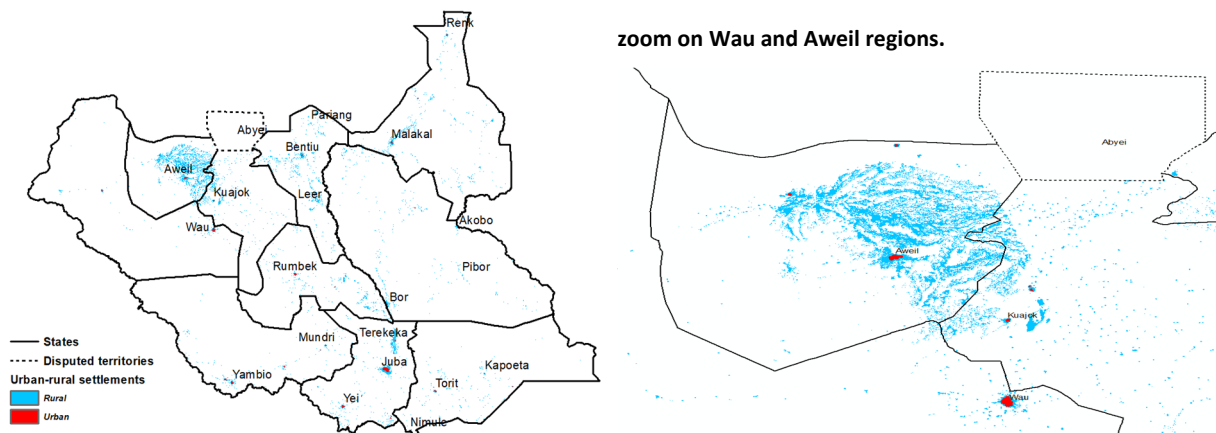 zoom on Wau and Aweil regions.
Renk
Pariang
Abyei
Malakal
Bentiu
Aweil
Kuajok
Leer
Wau
Akobo
Rumbek
Pibor
Bor
Terekeka
Mundri
Juba
Kapoeta
Yambio
Torit
Yei
Nimule
States
Disputed territories
Urban-rural settlements
Rural
Urban
Abyei
Aweil
Kuajok
Wau